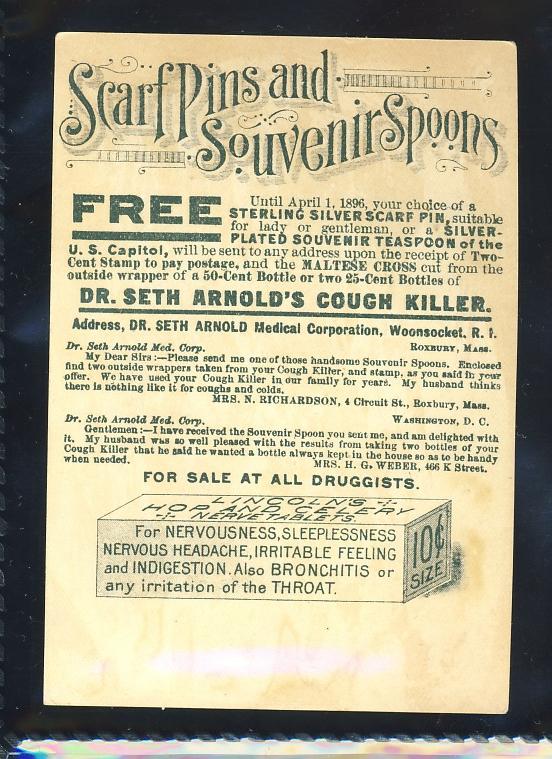 Scarf Pins and
Souvenir Spoons
FREE Until April 1, 1896, your choice of a
STERLING SILVER SCARF PIN, suitable
for lady or gentleman, or a SILVER-
PLATED SOUVENIR TEASPOON of the
U. S. Capitol, will be sent to any address upon the receipt of Two-
Cent Stamp to pay postage, and the MALTESE CROSS cut from the
outside wrapper of a 50-Cent Bottle or two 25-Cent Bottles of
DR. SETH ARNOLD'S COUGH KILLER.
Address, DR. SETH ARNOLD Medical Corporation, Woonsocket, R. I.
Dr. Seth Arnold Med. Corp. ROXBURY, MASS.
My Dear Sirs:—Please send me one of those handsome Souvenir Spoons. Enclosed
find two outside wrappers taken from your Cough Killer, and stamp, as you said in your
offer. We have used your Cough Killer in our family for years. My husband thinks
there is nothing like it for coughs and colds.
MRS. N. RICHARDSON, 4 Circuit St., Roxbury, Mass.
Dr. Seth Arnold Med. Corp. WASHINGTON, D. C.
Gentlemen:—I have received the Souvenir Spoon you sent me, and am delighted with
it. My husband was so well pleased with the results from taking two bottles of your
Cough Killer that he said he wanted a bottle always kept in the house so as to be handy
when needed. MRS. H. G. WEBER, 466 K Street.
FOR SALE AT ALL DRUGGISTS.
LINCOLN'S
HOP AND CELERY
NERVE TABLETS.
For NERVOUSNESS, SLEEPLESSNESS
NERVOUS HEADACHE, IRRITABLE FEELING
and INDIGESTION. Also BRONCHITIS or
any irritation of the THROAT.
10¢
SIZE